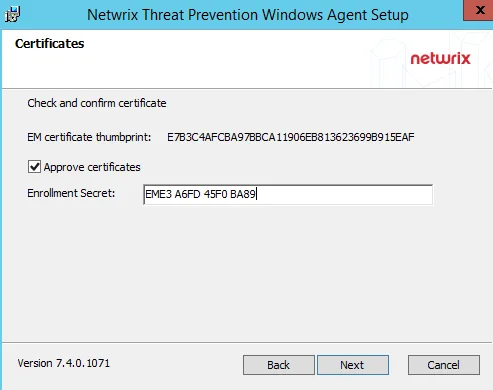 Netwrix Threat Prevention Windows Agent Setup
x
Certificates
netwrix
Check and confirm certificate
EM certificate thumbprint: E7B3C4AFCBA97BBCA11906EB813623699B915EAF
Approve certificates
Enrollment Secret: EME3 A6FD 45F0 BA89
Version 7.4.0.1071
Back Next Cancel